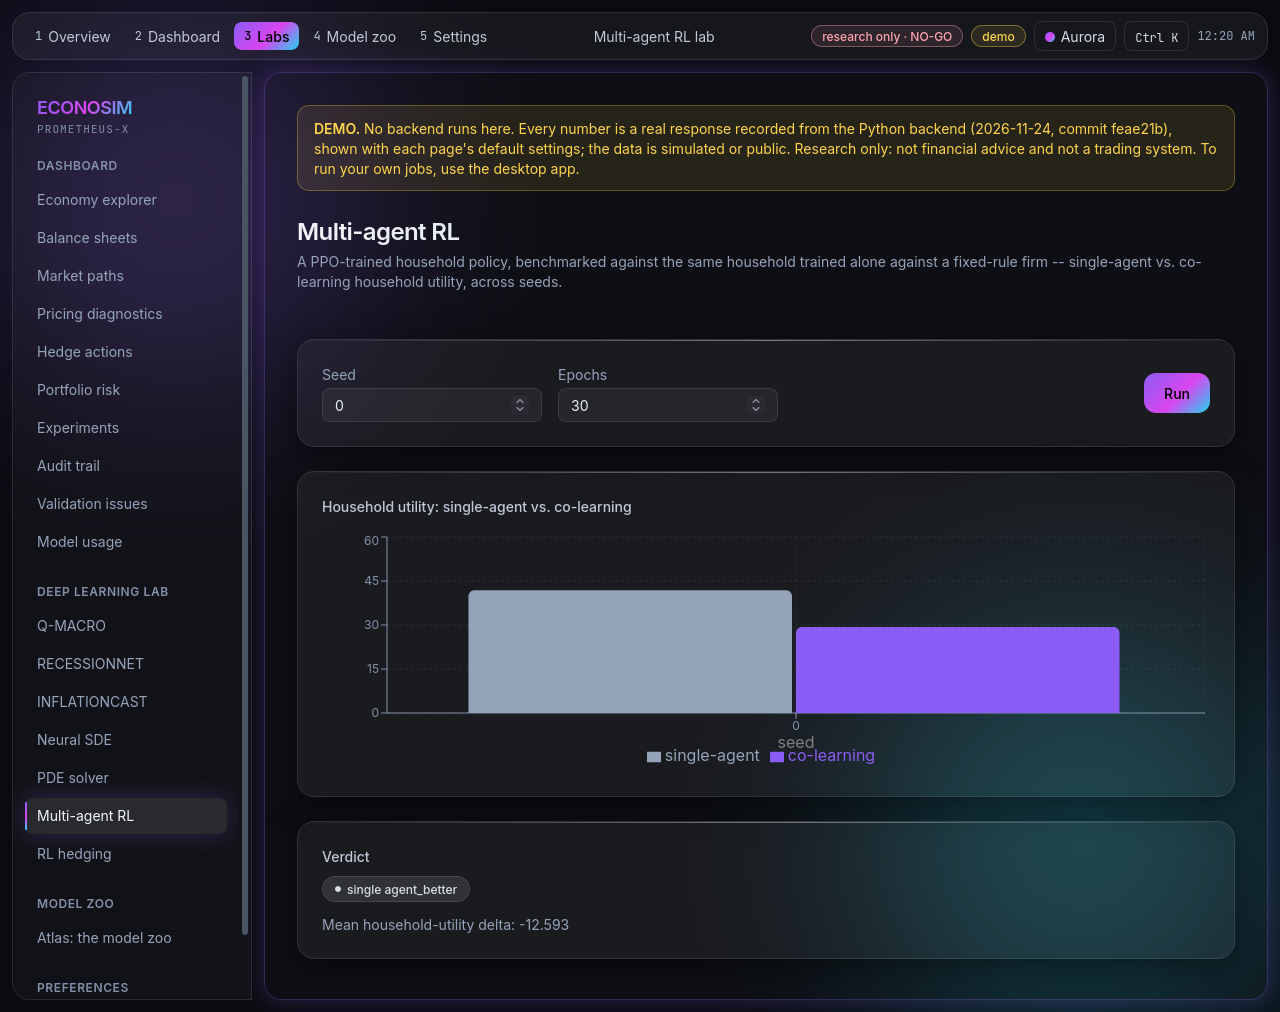 1 Overview
2 Dashboard
3 Labs
4 Model zoo
5 Settings
Multi-agent RL lab
research only · NO-GO
demo
Aurora
Ctrl K
12:20 AM
ECONOSIM
PROMETHEUS-X
DASHBOARD
Economy explorer
Balance sheets
Market paths
Pricing diagnostics
Hedge actions
Portfolio risk
Experiments
Audit trail
Validation issues
Model usage
DEEP LEARNING LAB
Q-MACRO
RECESSIONNET
INFLATIONCAST
Neural SDE
PDE solver
Multi-agent RL
RL hedging
MODEL ZOO
Atlas: the model zoo
PREFERENCES
DEMO. No backend runs here. Every number is a real response recorded from the Python backend (2026-11-24, commit feae21b),
shown with each page's default settings; the data is simulated or public. Research only: not financial advice and not a trading system. To
run your own jobs, use the desktop app.
Multi-agent RL
A PPO-trained household policy, benchmarked against the same household trained alone against a fixed-rule firm -- single-agent vs. co-
learning household utility, across seeds.
Seed
0
Epochs
30
Run
Household utility: single-agent vs. co-learning
60
45
30
15
0
0
seed
single-agent
co-learning
Verdict
single agent_better
Mean household-utility delta: -12.593